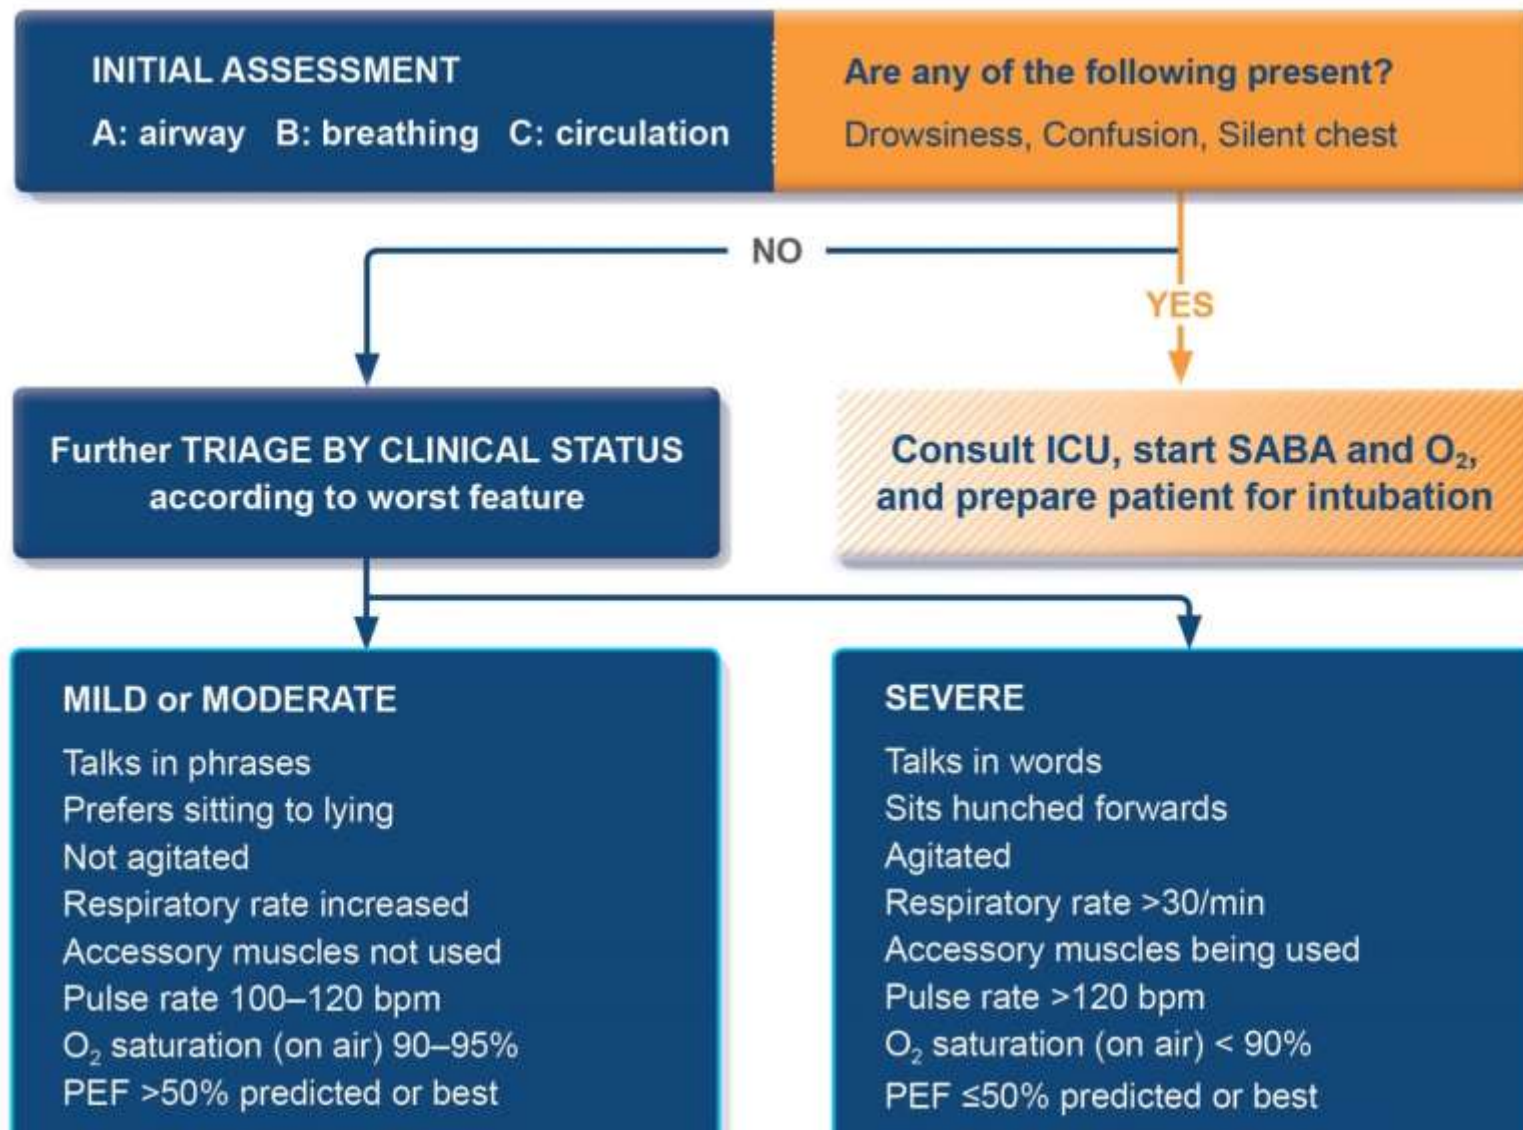 INITIAL ASSESSMENT
A: airway B: breathing C: circulation
Are any of the following present?
Drowsiness, Confusion, Silent chest
NO
YES
Further TRIAGE BY CLINICAL STATUS
according to worst feature
Consult ICU, start SABA and O₂,
and prepare patient for intubation
MILD or MODERATE
Talks in phrases
Prefers sitting to lying
Not agitated
Respiratory rate increased
Accessory muscles not used
Pulse rate 100–120 bpm
O₂ saturation (on air) 90–95%
PEF >50% predicted or best
SEVERE
Talks in words
Sits hunched forwards
Agitated
Respiratory rate >30/min
Accessory muscles being used
Pulse rate >120 bpm
O₂ saturation (on air) < 90%
PEF ≤50% predicted or best